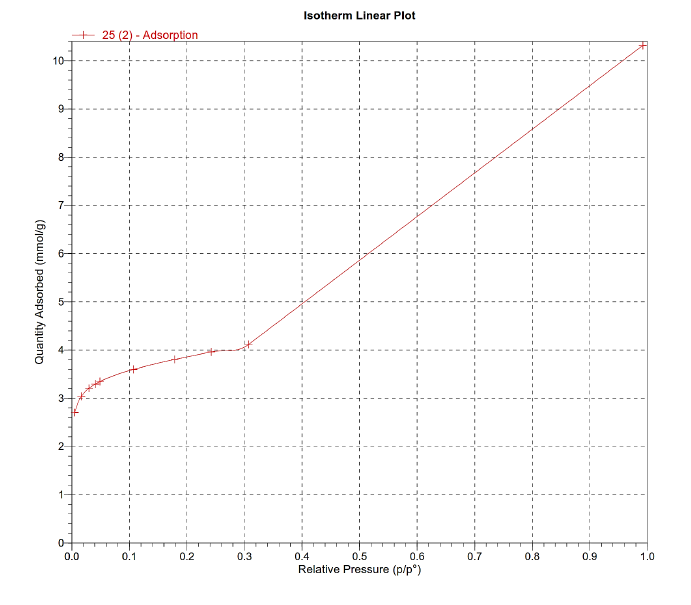 Isotherm Linear Plot
25 (2) - Adsorption
Quantity Adsorbed (mmol/g)
10
9
8
7
6
5
4
3
2
1
0
0.0 0.1 0.2 0.3 0.4 0.5 0.6 0.7 0.8 0.9 1.0
Relative Pressure (p/p°)